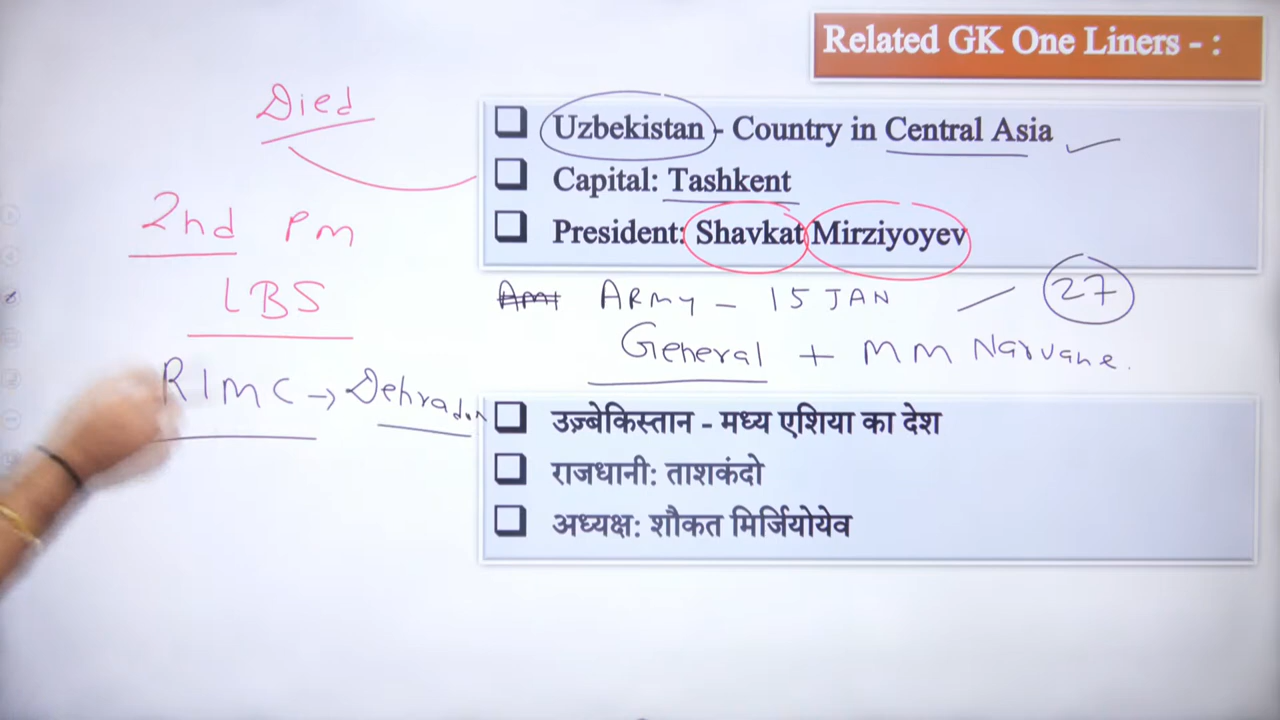 Related GK One Liners - :
Died
Uzbekistan - Country in Central Asia
Capital: Tashkent
President: Shavkat Mirziyoyev
2nd PM
LBS
ARMY - 15 JAN 27
General + MM Narvane.
RIMC → Dehradun
उज़्बेकिस्तान - मध्य एशिया का देश
राजधानी: ताशकंदो
अध्यक्ष: शौकत मिर्जियोयेव